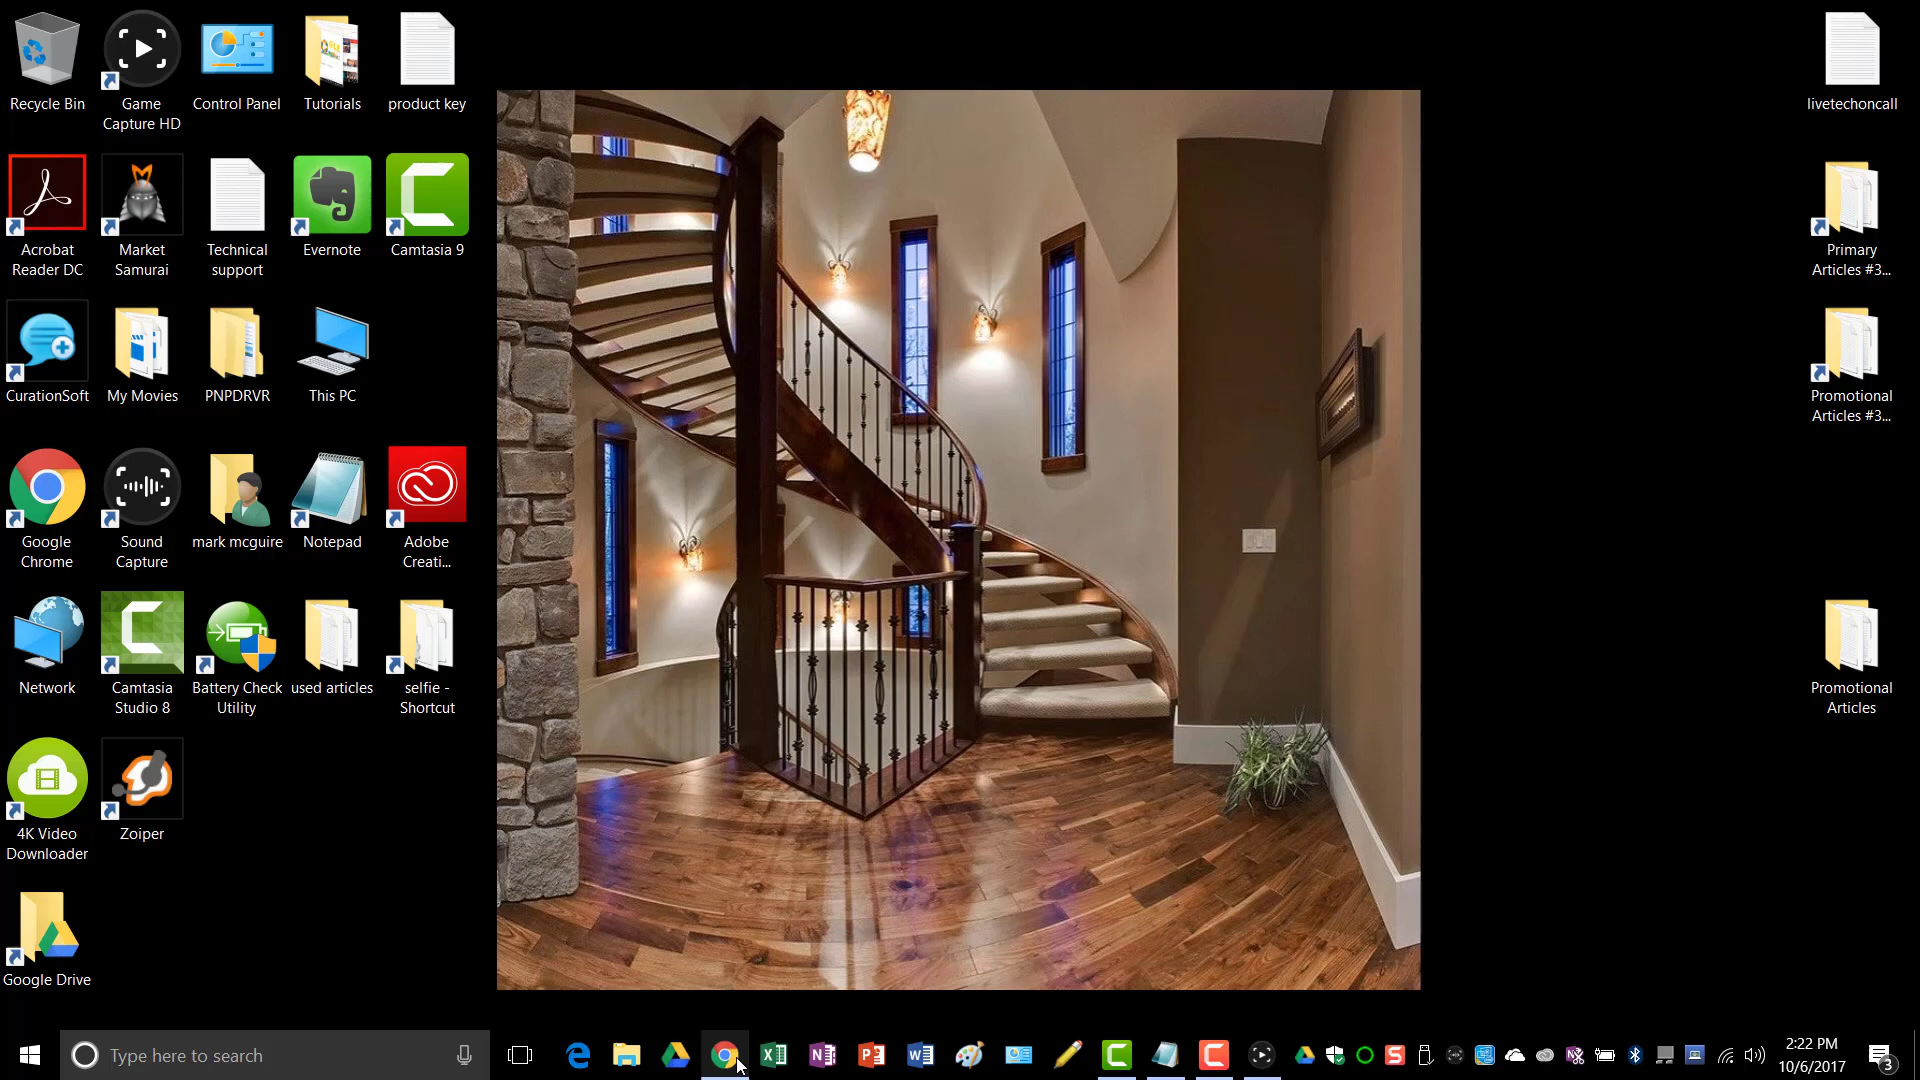 Recycle Bin
Game
Capture HD
Control Panel
Tutorials
product key
livetechoncall
Acrobat
Reader DC
Market
Samurai
Technical
support
Evernote
Camtasia 9
Primary
Articles #3...
CurationSoft
My Movies
PNPDRVR
This PC
Promotional
Articles #3...
Google
Chrome
Sound
Capture
mark mcguire
Notepad
Adobe
Creati...
Network
Camtasia
Studio 8
Battery Check
Utility
used articles
selfie -
Shortcut
Promotional
Articles
4K Video
Downloader
Zoiper
Google Drive
Type here to search
2:22 PM
10/6/2017
3